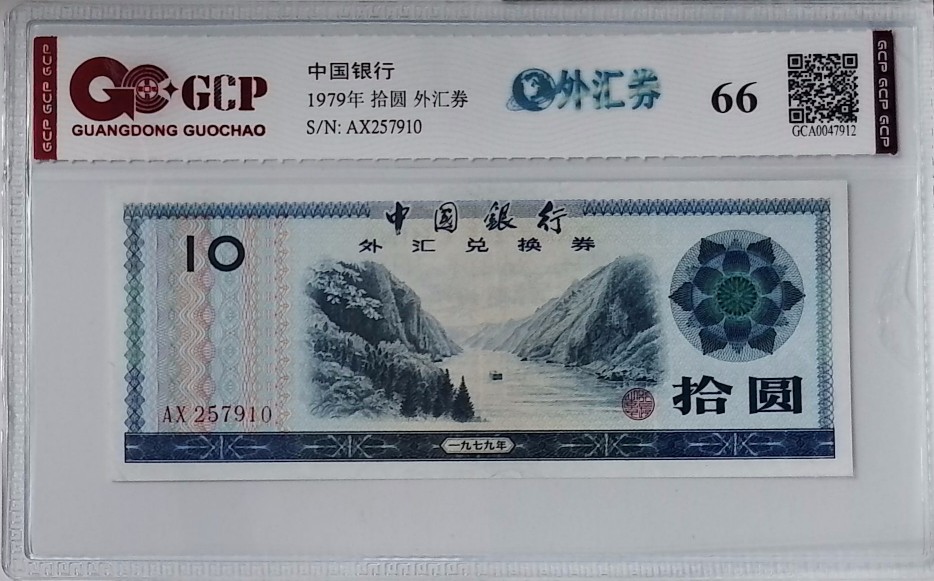 GCP
GUANGDONG GUOCHAO
中国银行
1979年 拾圆 外汇券
S/N: AX257910
外汇券
66
GCA0047912
GCP GCP GCP
GCP GCP GCP
中國銀行
外汇兑换券
10
AX 257910
拾圆
一九七九年